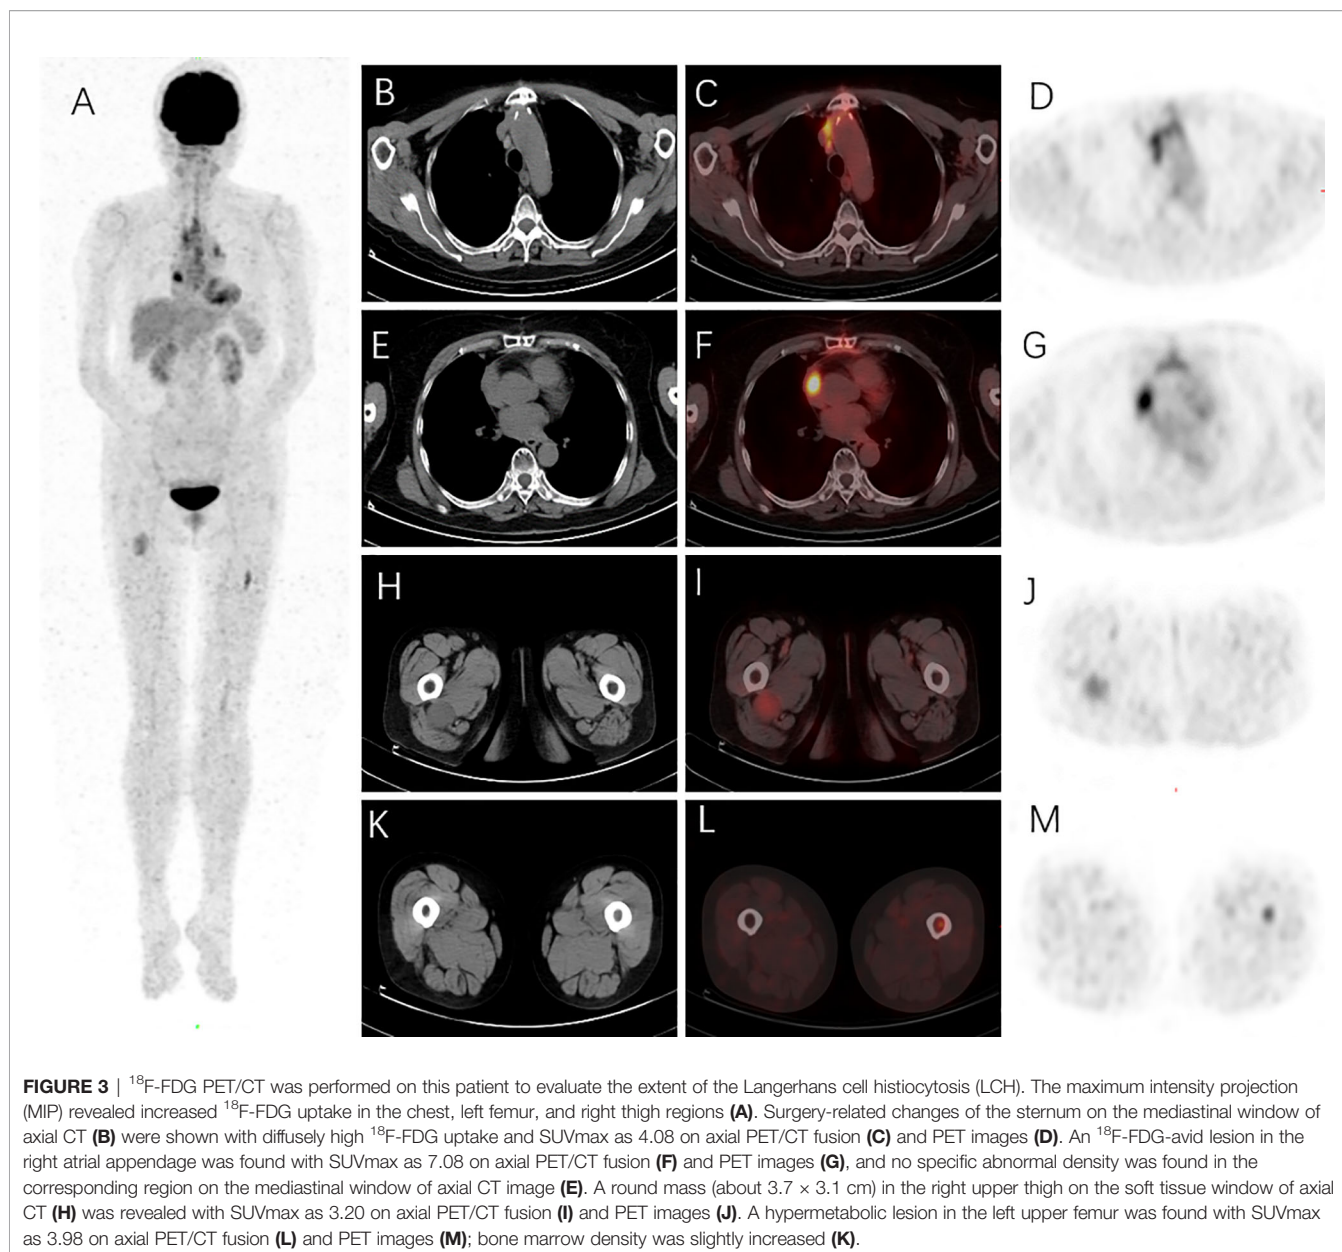 A
B
C
D
E
F
G
H
I
J
K
L
M
FIGURE 3 | 18F-FDG PET/CT was performed on this patient to evaluate the extent of the Langerhans cell histiocytosis (LCH). The maximum intensity projection
(MIP) revealed increased 18F-FDG uptake in the chest, left femur, and right thigh regions (A). Surgery-related changes of the sternum on the mediastinal window of
axial CT (B) were shown with diffusely high 18F-FDG uptake and SUVmax as 4.08 on axial PET/CT fusion (C) and PET images (D). An 18F-FDG-avid lesion in the
right atrial appendage was found with SUVmax as 7.08 on axial PET/CT fusion (F) and PET images (G), and no specific abnormal density was found in the
corresponding region on the mediastinal window of axial CT image (E). A round mass (about 3.7 × 3.1 cm) in the right upper thigh on the soft tissue window of axial
CT (H) was revealed with SUVmax as 3.20 on axial PET/CT fusion (I) and PET images (J). A hypermetabolic lesion in the left upper femur was found with SUVmax
as 3.98 on axial PET/CT fusion (L) and PET images (M); bone marrow density was slightly increased (K).